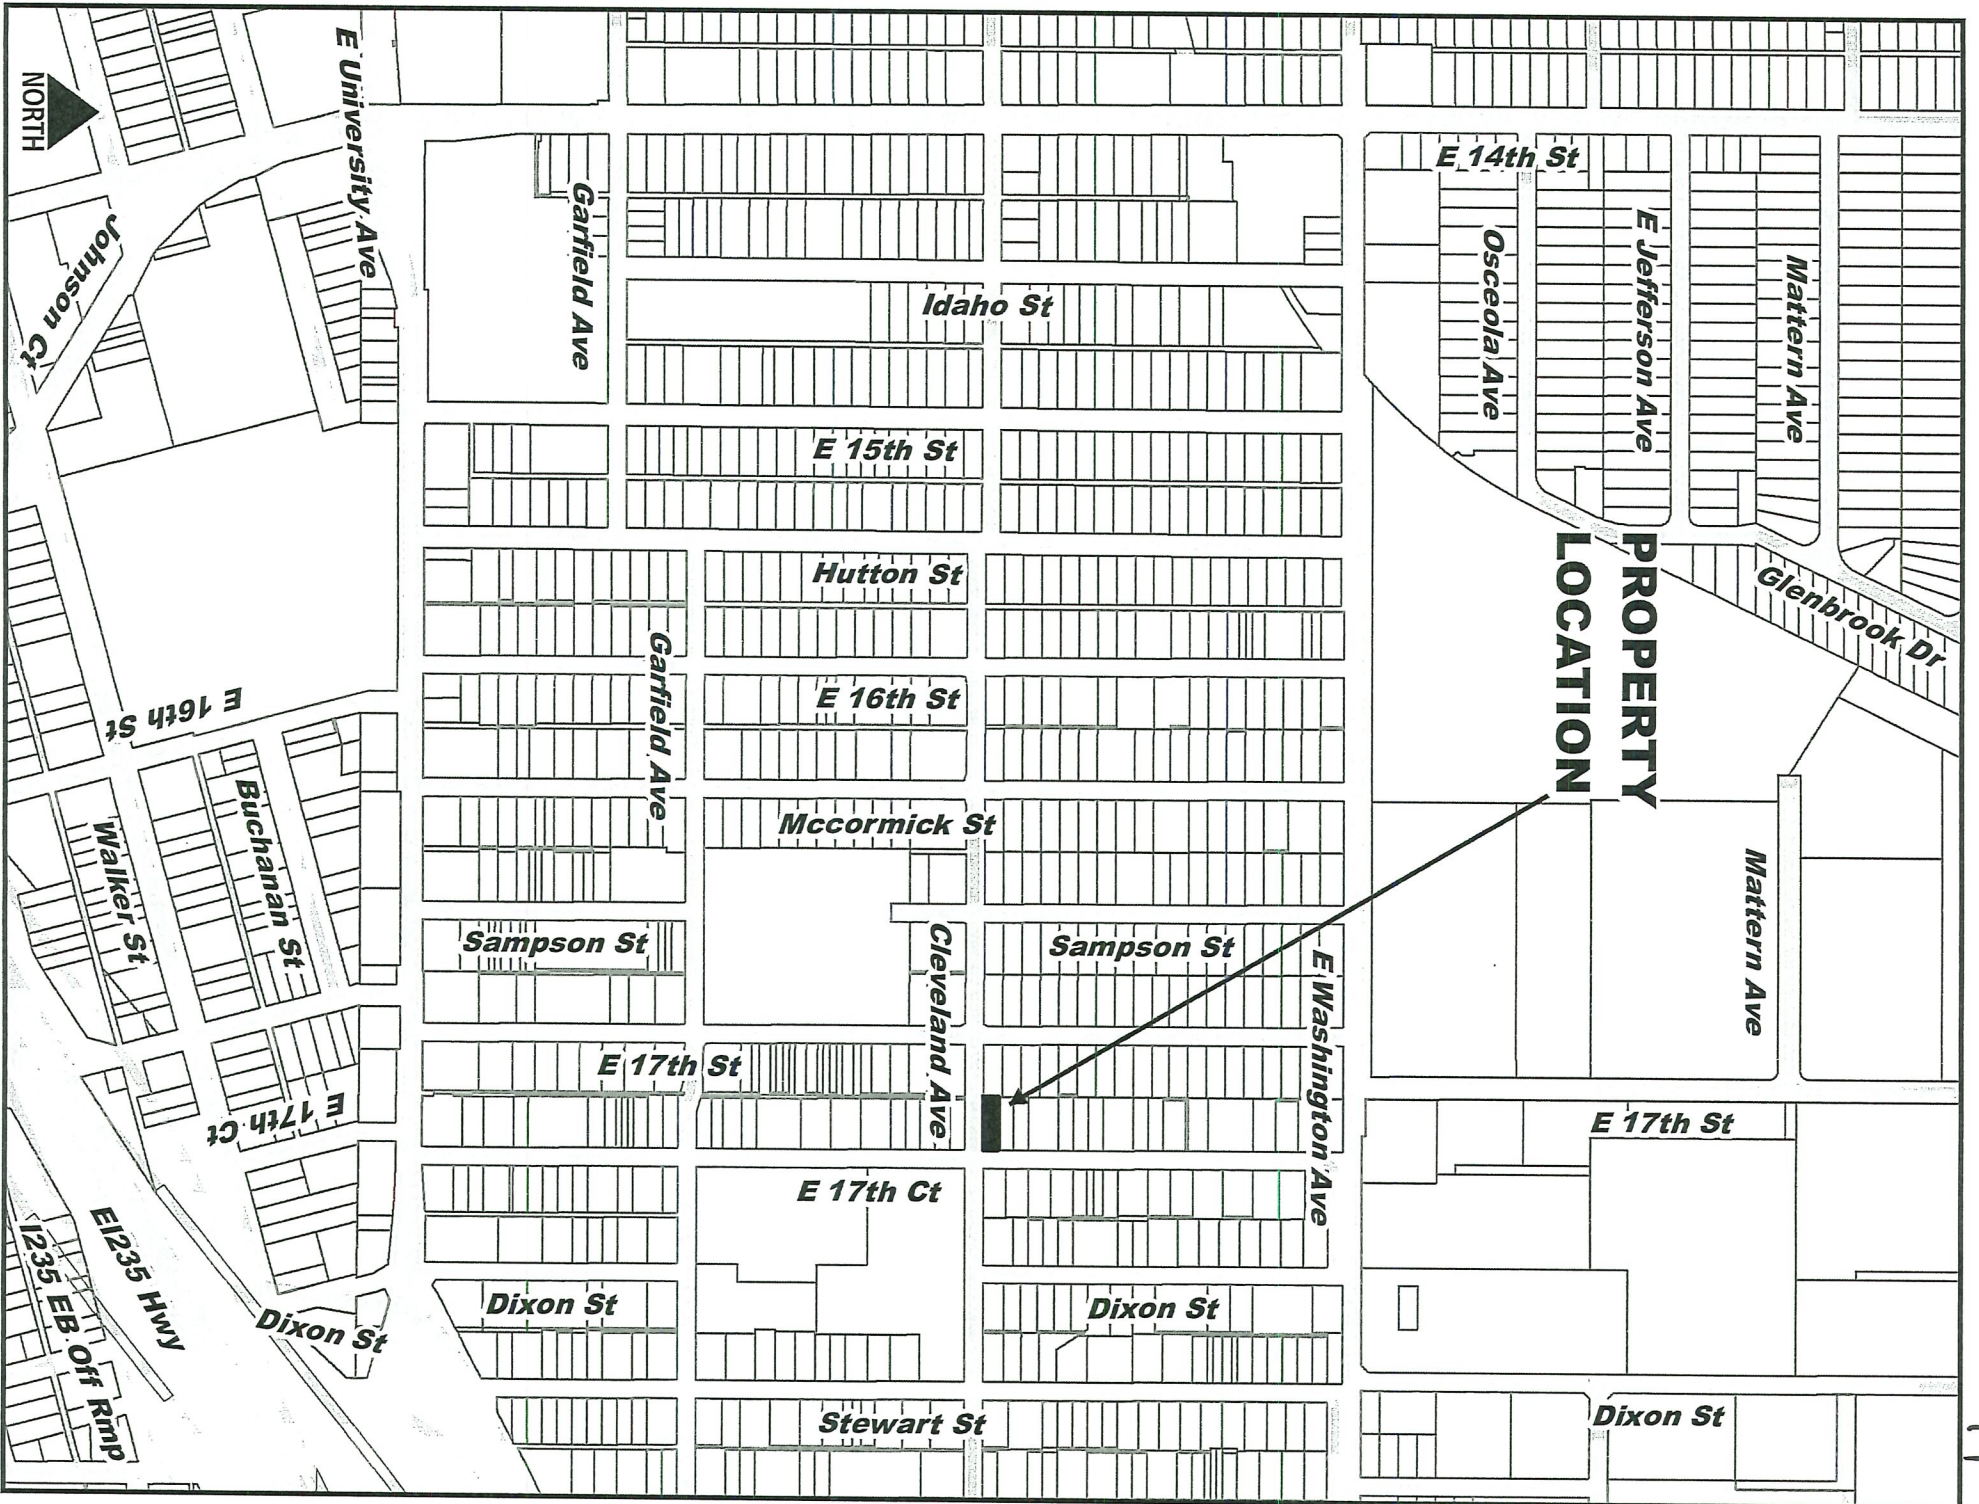 E University Ave
NORTH
E 14th St
Johnson Ct
Garfield Ave
Osceola Ave
E Jefferson Ave
Mattern Ave
Idaho St
E 15th St
PROPERTY
LOCATION
Hutton St
Glenbrook Dr
Garfield Ave
E 16th St
E 16th St
Mccormick St
Buchanan St
Walker St
Mattern Ave
Sampson St
Cleveland Ave
Sampson St
E Washington Ave
E 17th St
E 17th Ct
E 17th St
E 17th Ct
EI235 Hwy
I235 EB Off Rmp
Dixon St
Dixon St
Dixon St
Stewart St
Dixon St